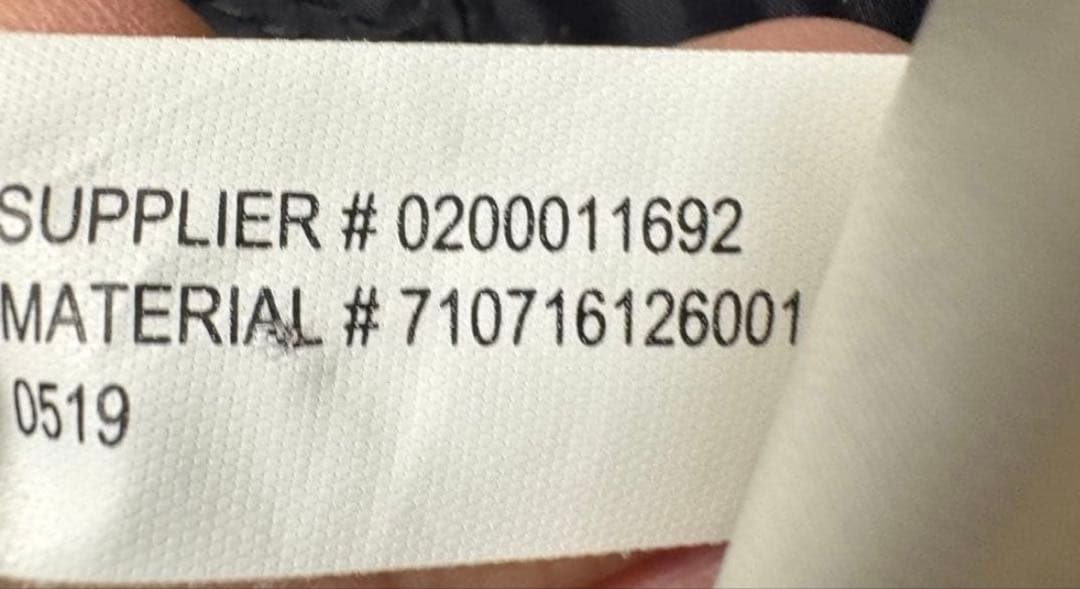 SUPPLIER # 0200011692
MATERIAL # 710716126001
0519